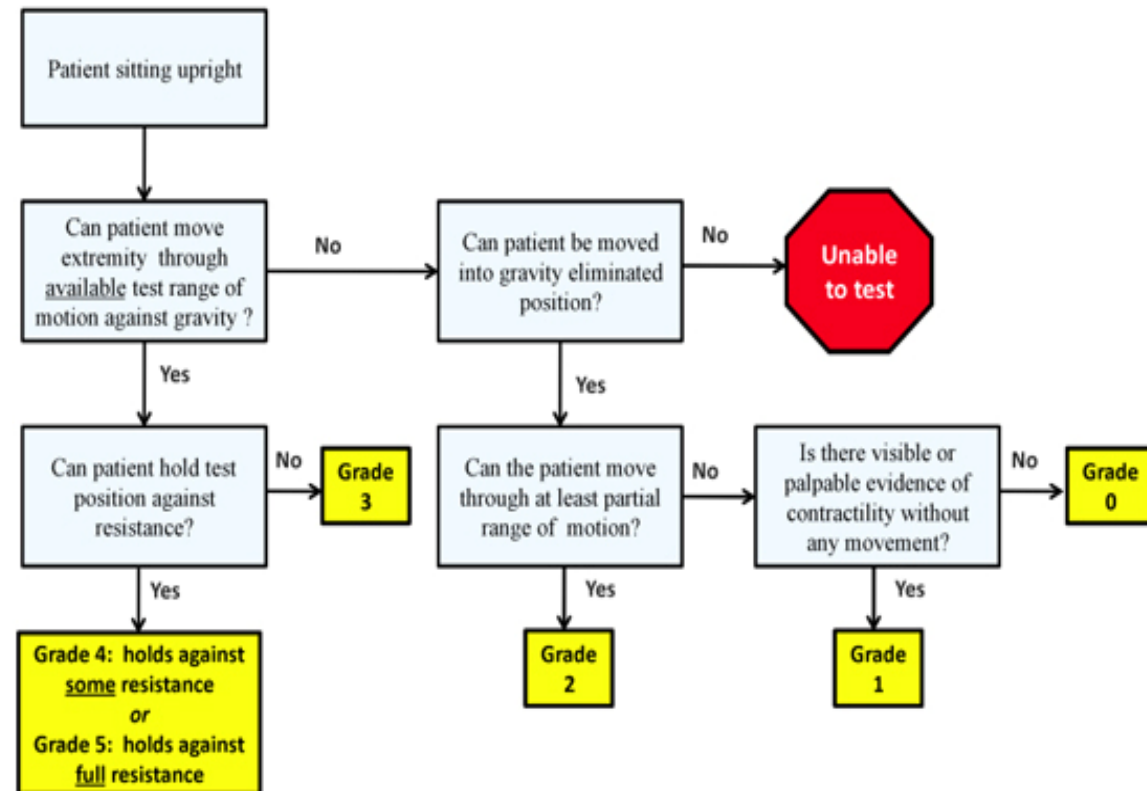 Patient sitting upright
Can patient move
extremity through
available test range of
motion against gravity ?
No
Can patient be moved
into gravity eliminated
position?
No
Unable
to test
Yes
Yes
Can patient hold test
position against
resistance?
No
Grade
3
Can the patient move
through at least partial
range of motion?
No
Is there visible or
palpable evidence of
contractility without
any movement?
No
Grade
0
Yes
Yes
Yes
Grade 4: holds against
some resistance
or
Grade 5: holds against
full resistance
Grade
2
Grade
1